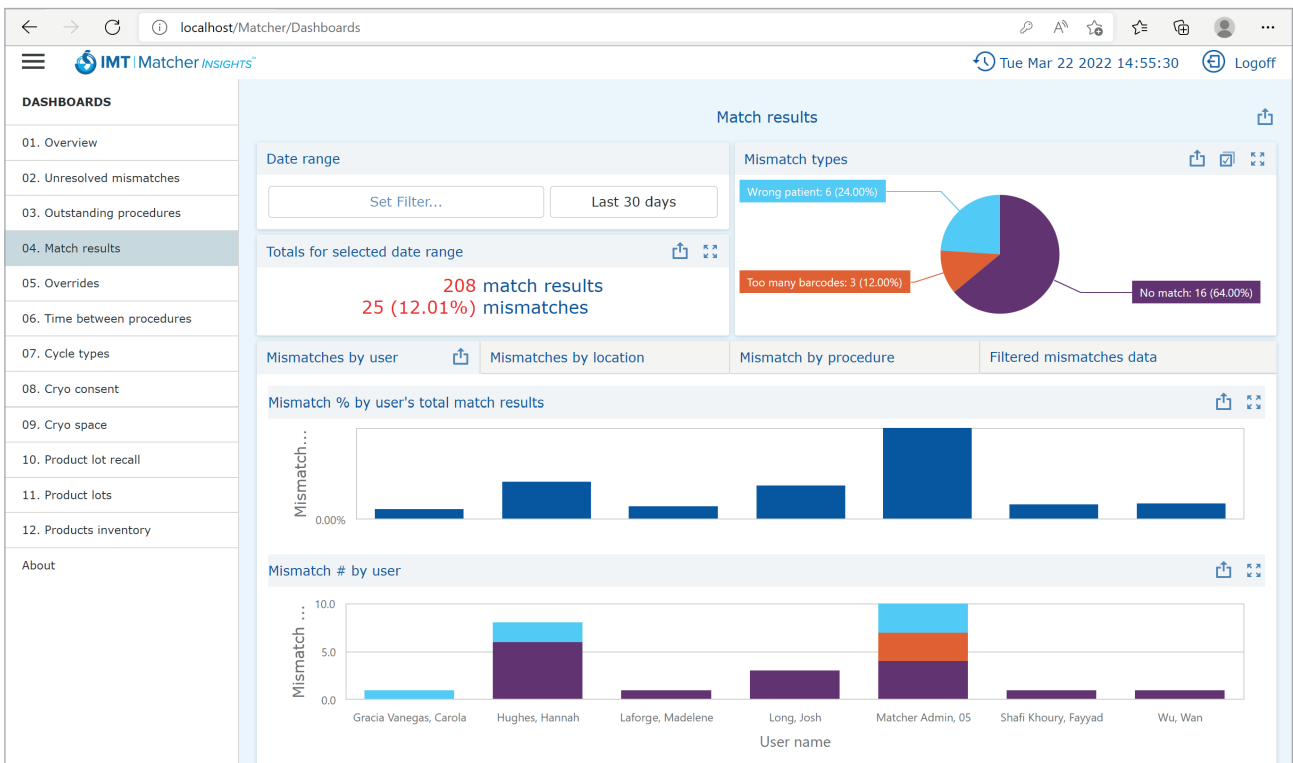 localhost/Matcher/Dashboards
IMT | Matcher INSIGHTS™
Tue Mar 22 2022 14:55:30
Logoff
DASHBOARDS
01. Overview
02. Unresolved mismatches
03. Outstanding procedures
04. Match results
05. Overrides
06. Time between procedures
07. Cycle types
08. Cryo consent
09. Cryo space
10. Product lot recall
11. Product lots
12. Products inventory
About
Match results
Date range
Set Filter...
Last 30 days
Totals for selected date range
208 match results
25 (12.01%) mismatches
Mismatch types
Wrong patient: 6 (24.00%)
Too many barcodes: 3 (12.00%)
No match: 16 (64.00%)
Mismatches by user
Mismatches by location
Mismatch by procedure
Filtered mismatches data
Mismatch % by user's total match results
Mismatch...
0.00%
Mismatch # by user
Mismatch ...
10.0
5.0
0.0
Gracia Vanegas, Carola
Hughes, Hannah
Laforge, Madelene
Long, Josh
Matcher Admin, 05
Shafi Khoury, Fayyad
Wu, Wan
User name